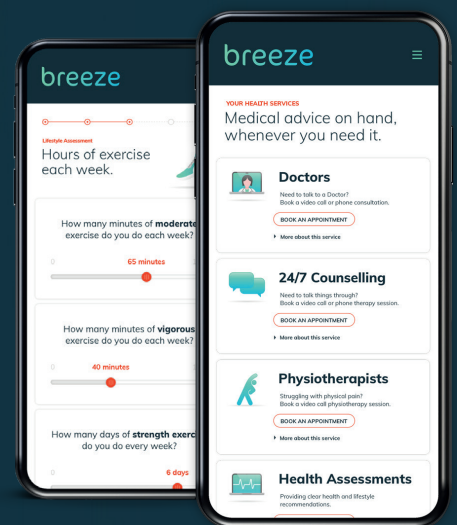 breeze
Lifestyle Assessment
Hours of exercise
each week.
How many minutes of moderate
exercise do you do each week?
0
65 minutes
How many minutes of vigorous
exercise do you do each week?
0
40 minutes
How many days of strength exerc
do you do every week?
0
6 days
breeze
YOUR HEALTH SERVICES
Medical advice on hand,
whenever you need it.
Doctors
Need to talk to a Doctor?
Book a video call or phone consultation.
BOOK AN APPOINTMENT
More about this service
24/7 Counselling
Need to talk things through?
Book a video or phone therapy session.
BOOK AN APPOINTMENT
More about this service
Physiotherapists
Struggling with physical pain?
Book a video call physiotherapy session.
BOOK AN APPOINTMENT
More about this service
Health Assessments
Providing clear health and lifestyle
recommendations.